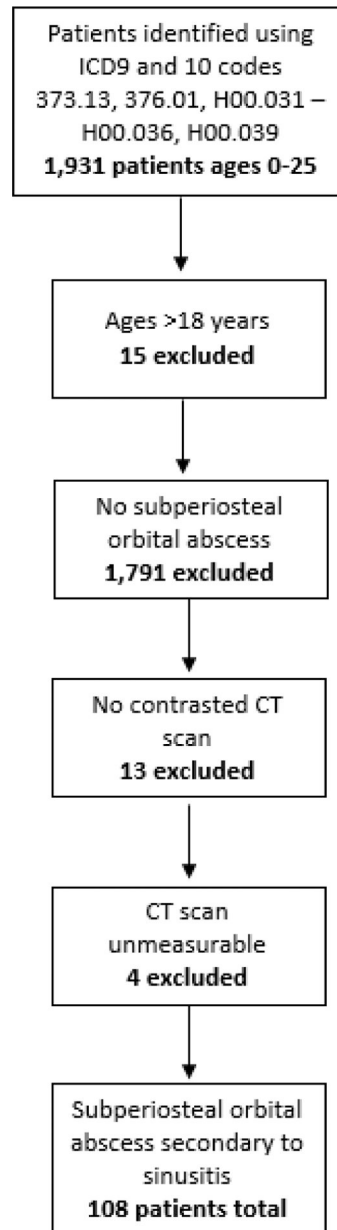 Patients identified using
ICD9 and 10 codes
373.13, 376.01, H00.031 –
H00.036, H00.039
1,931 patients ages 0-25
Ages >18 years
15 excluded
No subperiosteal
orbital abscess
1,791 excluded
No contrasted CT
scan
13 excluded
CT scan
unmeasurable
4 excluded
Subperiosteal orbital
abscess secondary to
sinusitis
108 patients total